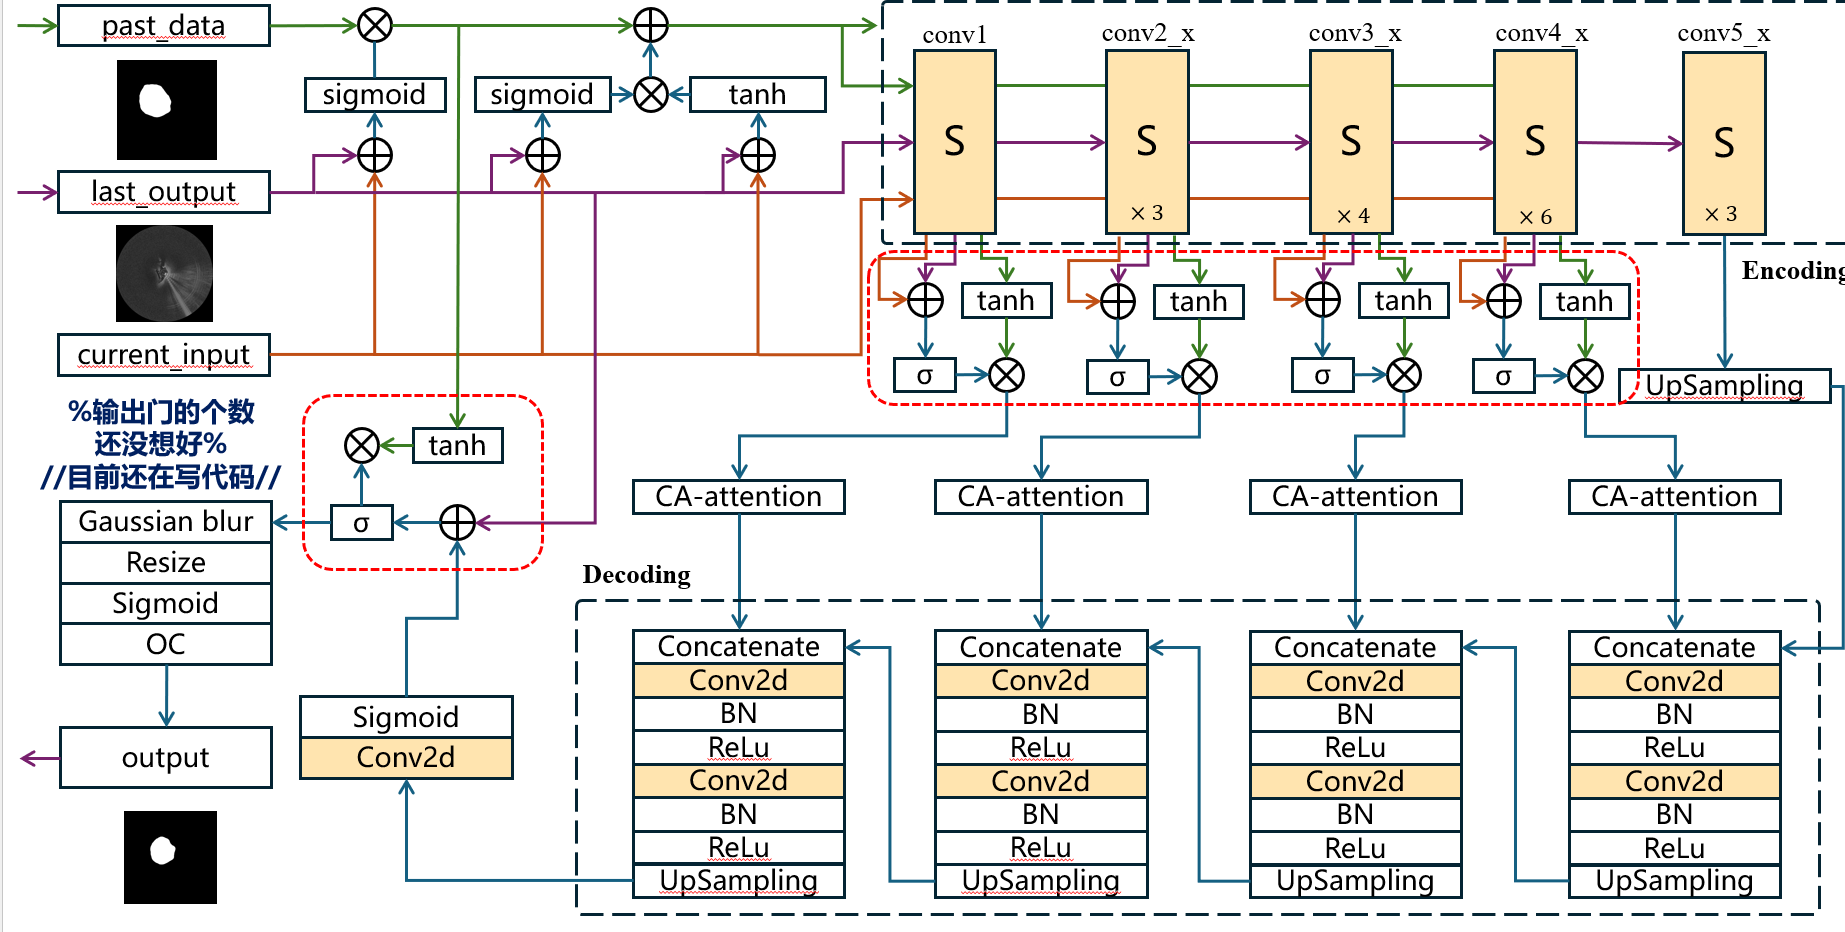 past_data
sigmoid
sigmoid
tanh
last_output
current_input
conv1
conv2_x
conv3_x
conv4_x
conv5_x
S
S
S
S
S
× 3
× 4
× 6
× 3
Encoding
tanh
tanh
tanh
tanh
σ
σ
σ
σ
UpSampling
%输出门的个数
还没想好%
//目前还在写代码//
tanh
σ
Gaussian blur
Resize
Sigmoid
OC
output
Sigmoid
Conv2d
CA-attention
CA-attention
CA-attention
CA-attention
Decoding
Concatenate
Conv2d
BN
ReLu
Conv2d
BN
ReLu
UpSampling
Concatenate
Conv2d
BN
ReLu
Conv2d
BN
ReLu
UpSampling
Concatenate
Conv2d
BN
ReLu
Conv2d
BN
ReLu
UpSampling
Concatenate
Conv2d
BN
ReLu
Conv2d
BN
ReLu
UpSampling